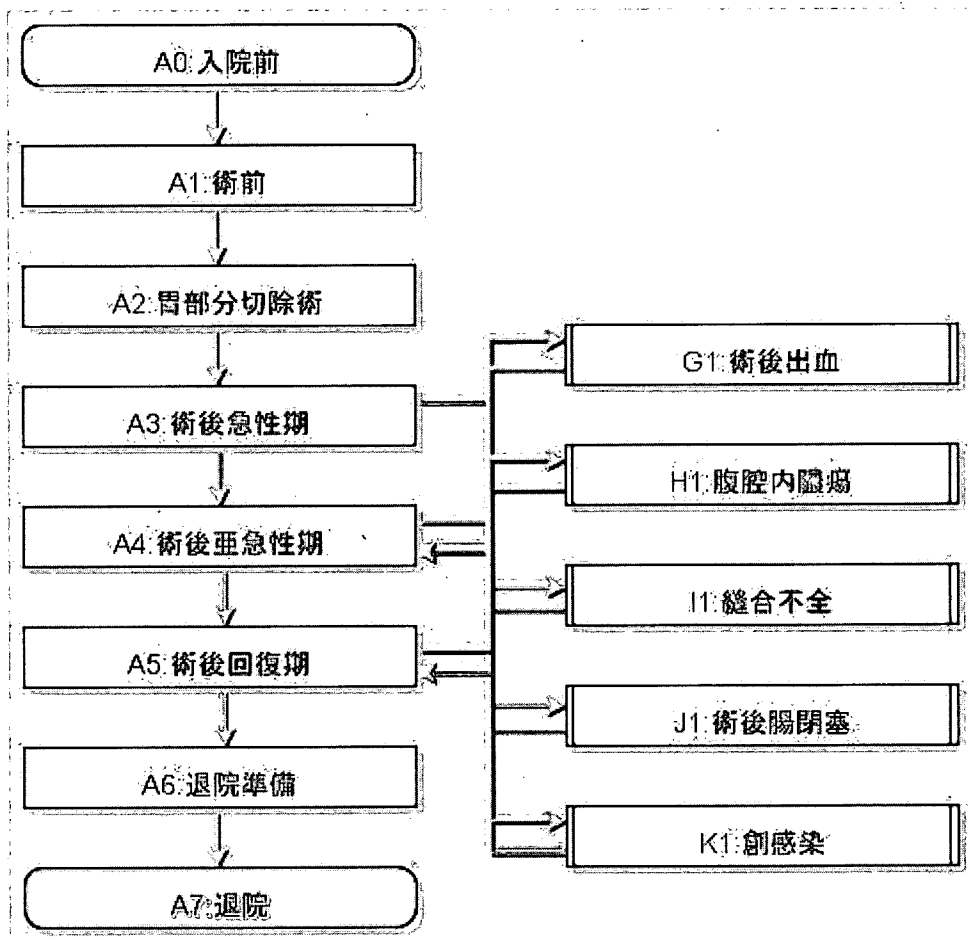 A0:入院前
A1:術前
A2:胃部分切除術
A3:術後急性期
A4:術後亜急性期
A5:術後回復期
A6:退院準備
A7:退院
G1:術後出血
H1:腹腔内膿瘍
I1:縫合不全
J1:術後腸閉塞
K1:創感染